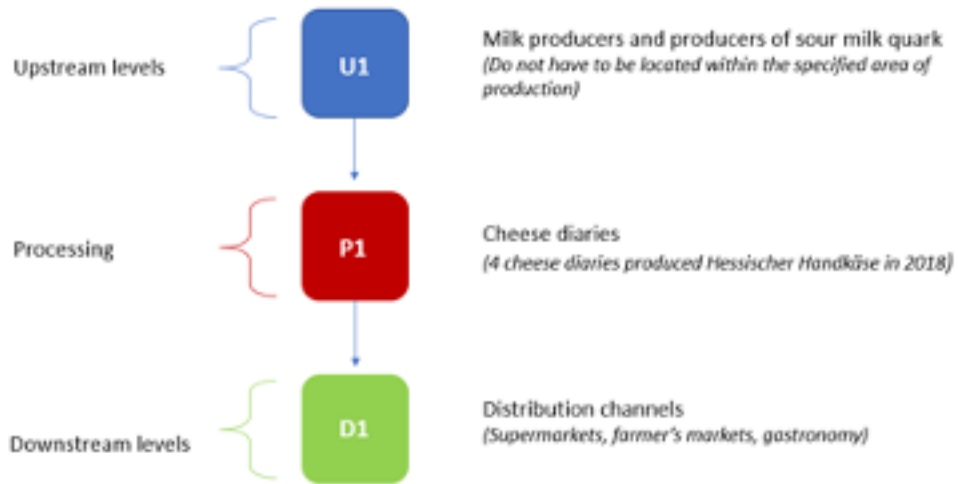 Upstream levels
U1
Milk producers and producers of sour milk quark
(Do not have to be located within the specified area of
production)
Processing
P1
Cheese diaries
(4 cheese diaries produced Hessischer Handkäse in 2018)
Downstream levels
D1
Distribution channels
(Supermarkets, farmer's markets, gastronomy)